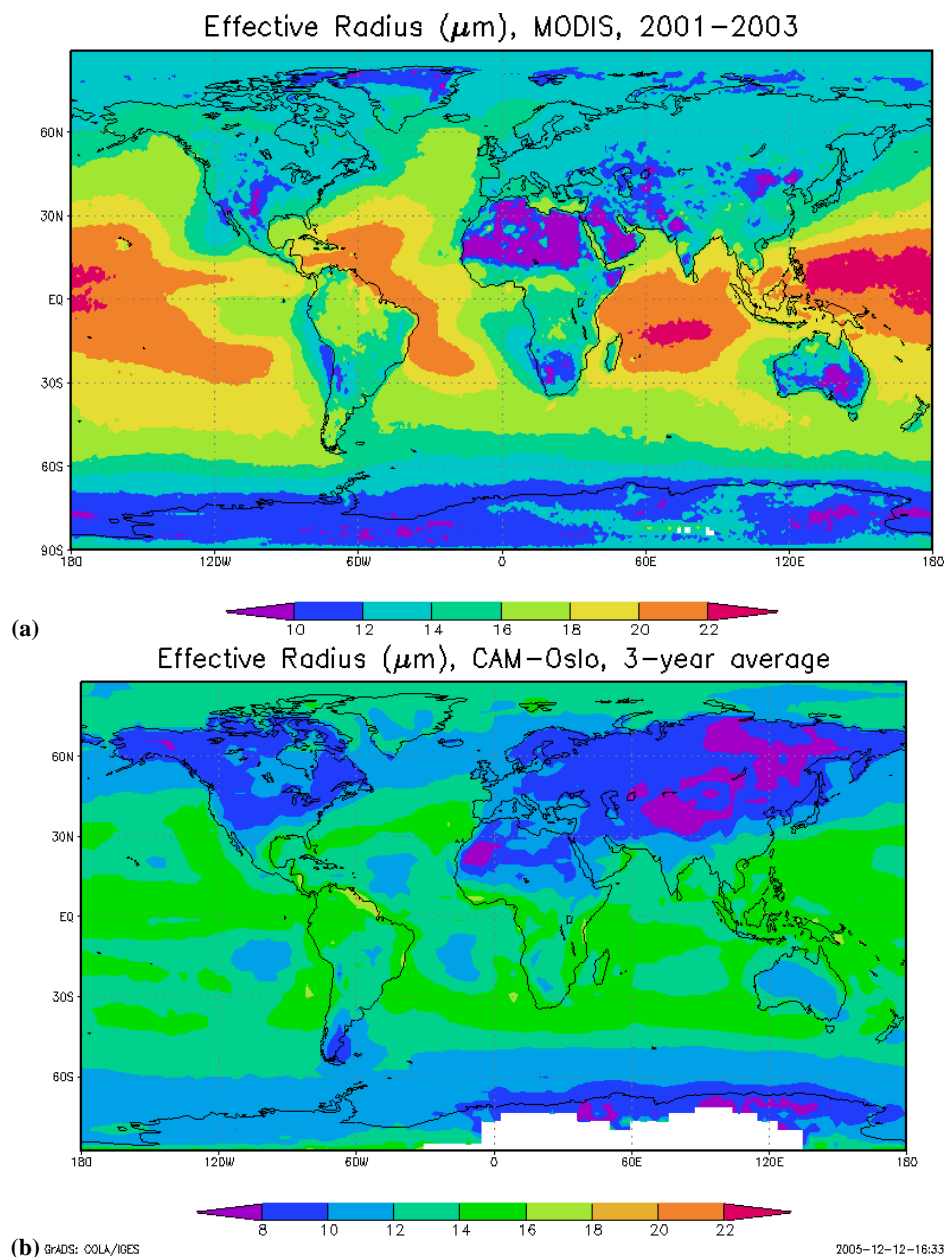 Effective Radius (μm), MODIS, 2001−2003
60N
30N
EQ
30S
60S
90S
180 120W 60W 0 60E 120E 180
10 12 14 16 18 20 22
(a)
Effective Radius (μm), CAM−Oslo, 3−year average
60N
30N
EQ
30S
60S
180 120W 60W 0 60E 120E 180
8 10 12 14 16 18 20 22
(b) GrADS: COLA/IGES 2005−12−12−16:33